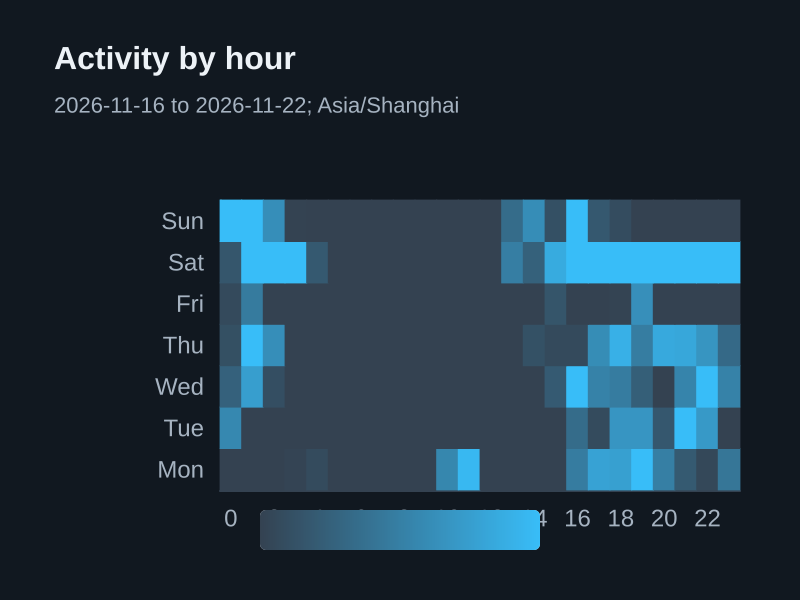 Activity by hour
2026-11-16 to 2026-11-22; Asia/Shanghai
Sun
Sat
Fri
Thu
Wed
Tue
Mon
0 16 18 20 22